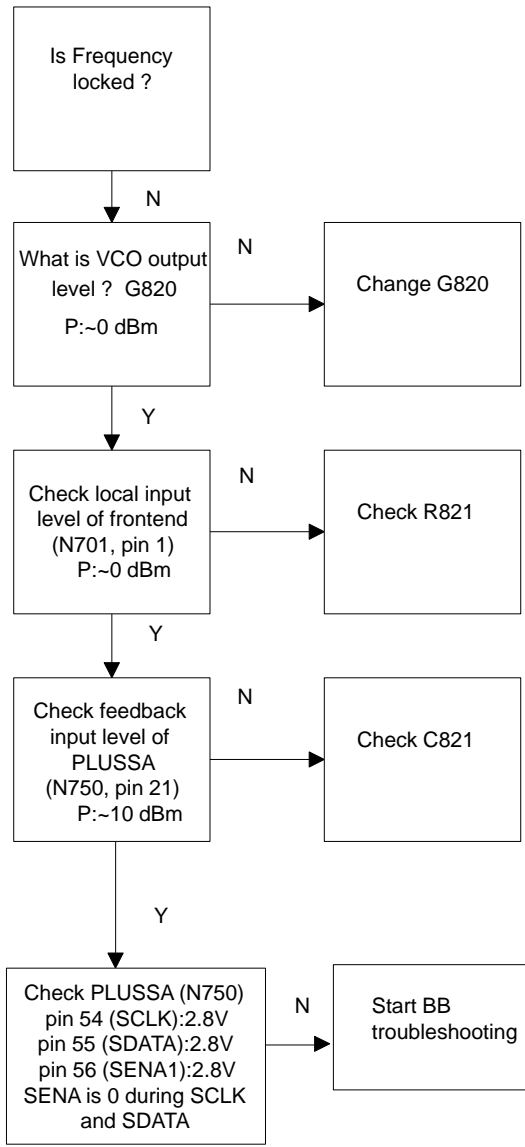 Is Frequency
locked ?
N
What is VCO output
level ? G820
P:~0 dBm
N
Change G820
Y
Check local input
level of frontend
(N701, pin 1)
P:~0 dBm
N
Check R821
Y
Check feedback
input level of
PLUSSA
(N750, pin 21)
P:~10 dBm
N
Check C821
Y
Check PLUSSA (N750)
pin 54 (SCLK):2.8V
pin 55 (SDATA):2.8V
pin 56 (SENA1):2.8V
SENA is 0 during SCLK
and SDATA
N
Start BB
troubleshooting